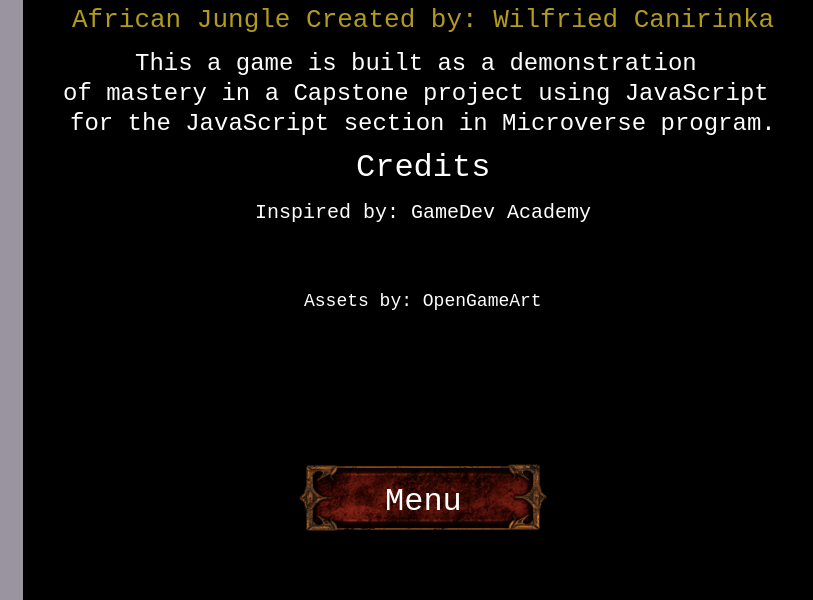 African Jungle Created by: Wilfried Canirinka
This a game is built as a demonstration
of mastery in a Capstone project using JavaScript
for the JavaScript section in Microverse program.
Credits
Inspired by: GameDev Academy
Assets by: OpenGameArt
Menu